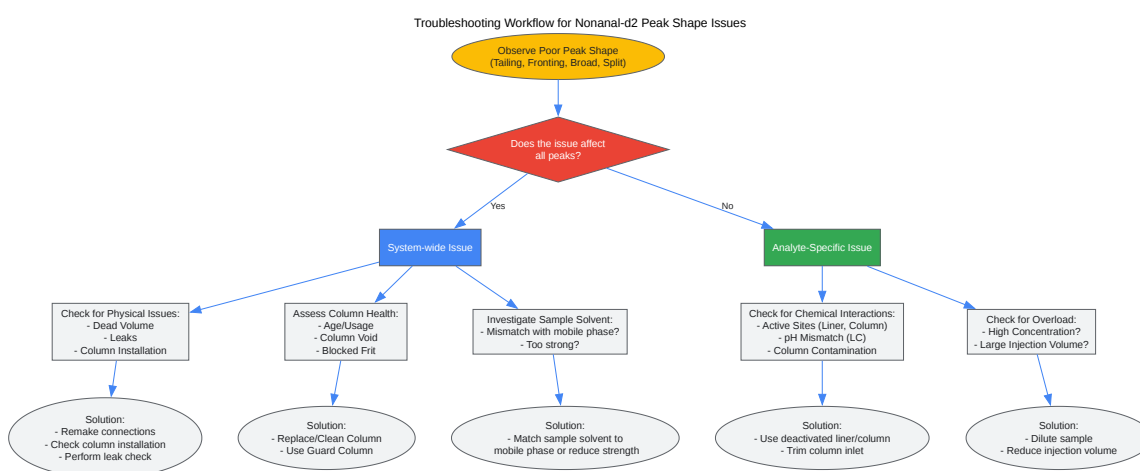 Troubleshooting Workflow for Nonanal-d2 Peak Shape Issues
Observe Poor Peak Shape
(Tailing, Fronting, Broad, Split)
Does the issue affect
all peaks?
Yes
No
System-wide Issue
Analyte-Specific Issue
Check for Physical Issues:
- Dead Volume
- Leaks
- Column Installation
Assess Column Health:
- Age/Usage
- Column Void
- Blocked Frit
Investigate Sample Solvent:
- Mismatch with mobile phase?
- Too strong?
Check for Chemical Interactions:
- Active Sites (Liner, Column)
- pH Mismatch (LC)
- Column Contamination
Check for Overload:
- High Concentration?
- Large Injection Volume?
Solution:
- Remake connections
- Check column installation
- Perform leak check
Solution:
- Replace/Clean Column
- Use Guard Column
Solution:
- Match sample solvent to
mobile phase or reduce strength
Solution:
- Use deactivated liner/column
- Trim column inlet
Solution:
- Dilute sample
- Reduce injection volume